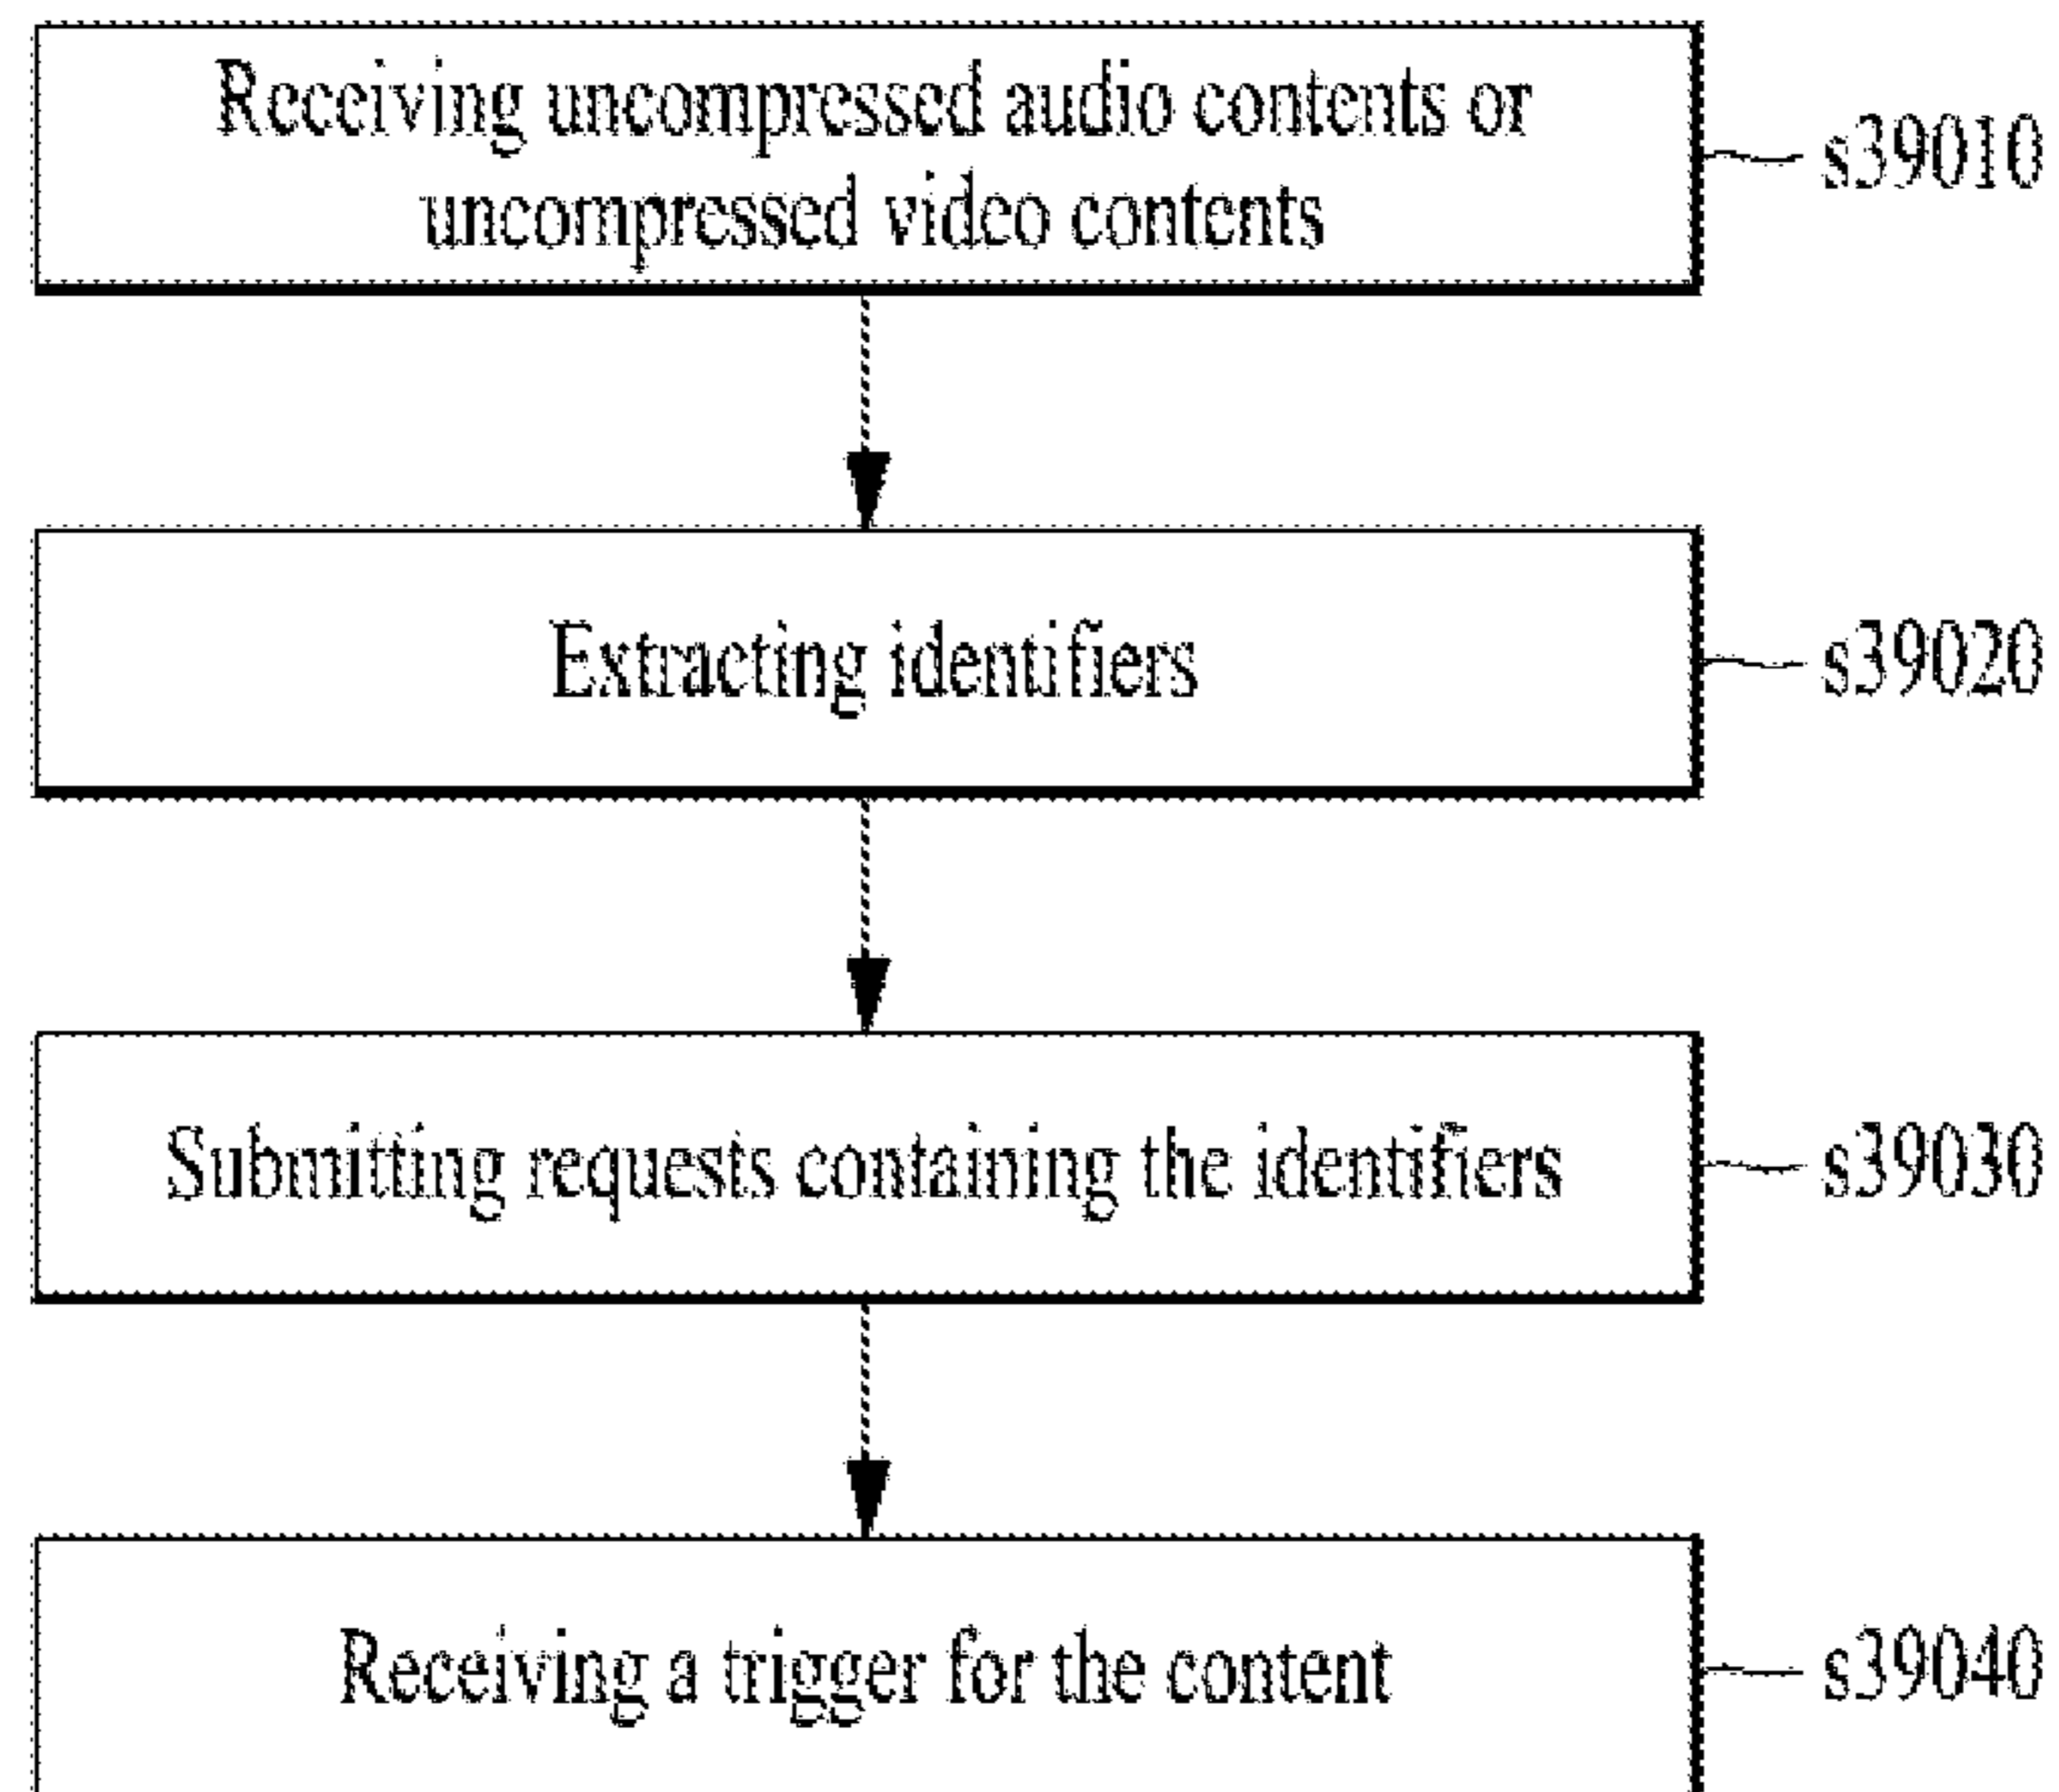 Receiving uncompressed audio contents or
uncompressed video contents
s39010
Extracting identifiers
s39020
Submitting requests containing the identifiers
s39030
Receiving a trigger for the content
s39040